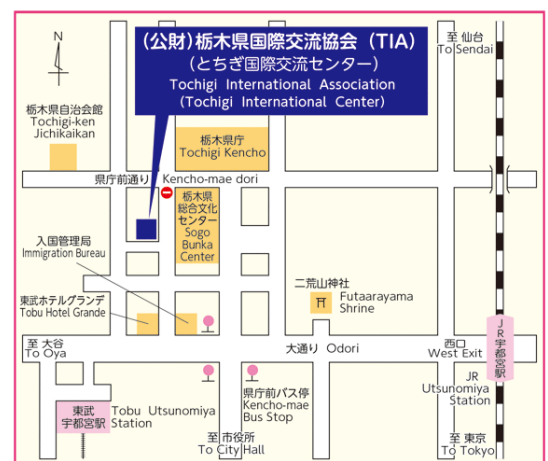 (公財)栃木県国際交流協会 (TIA)
(とちぎ国際交流センター)
Tochigi International Association
(Tochigi International Center)
至 仙台
To Sendai
N
栃木県自治会館
Tochigi-ken
Jichikaikan
栃木県庁
Tochigi Kencho
県庁前通り Kencho-mae dori
栃木県
総合文化
センター
Sogo
Bunka
Center
入国管理局
Immigration Bureau
二荒山神社
Futaarayama
Shrine
東武ホテルグランデ
Tobu Hotel Grande
至 大谷
To Oya
大通り Odori
西口
West Exit
JR宇都宮駅
JR
Utsunomiya
Station
県庁前バス停
Kencho-mae
Bus Stop
東武
宇都宮駅
Tobu Utsunomiya
Station
至 市役所
To City Hall
至 東京
To Tokyo